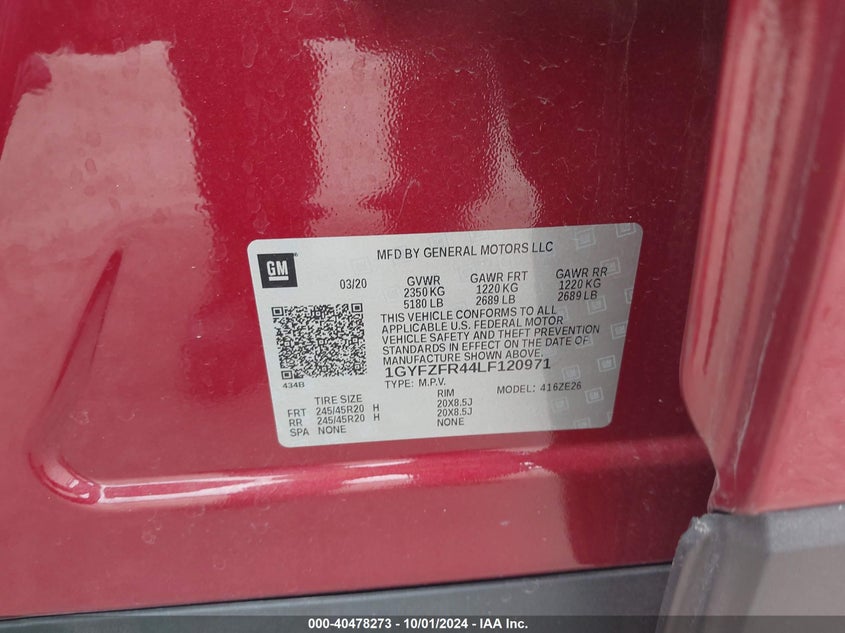 GM
MFD BY GENERAL MOTORS LLC
03/20
GVWR GAWR FRT GAWR RR
2350 KG 1220 KG 1220 KG
5180 LB 2689 LB 2689 LB
THIS VEHICLE CONFORMS TO ALL
APPLICABLE U.S. FEDERAL MOTOR
VEHICLE SAFETY AND THEFT PREVENTION
STANDARDS IN EFFECT ON THE DATE OF
MANUFACTURE SHOWN ABOVE.
434B
1GYFZFR44LF120971
TYPE: M.P.V. MODEL: 416ZE26
TIRE SIZE RIM
FRT 245/45R20 H 20X8.5J
RR 245/45R20 H 20X8.5J
SPA NONE NONE
000-40478273 - 10/01/2024 - IAA Inc.